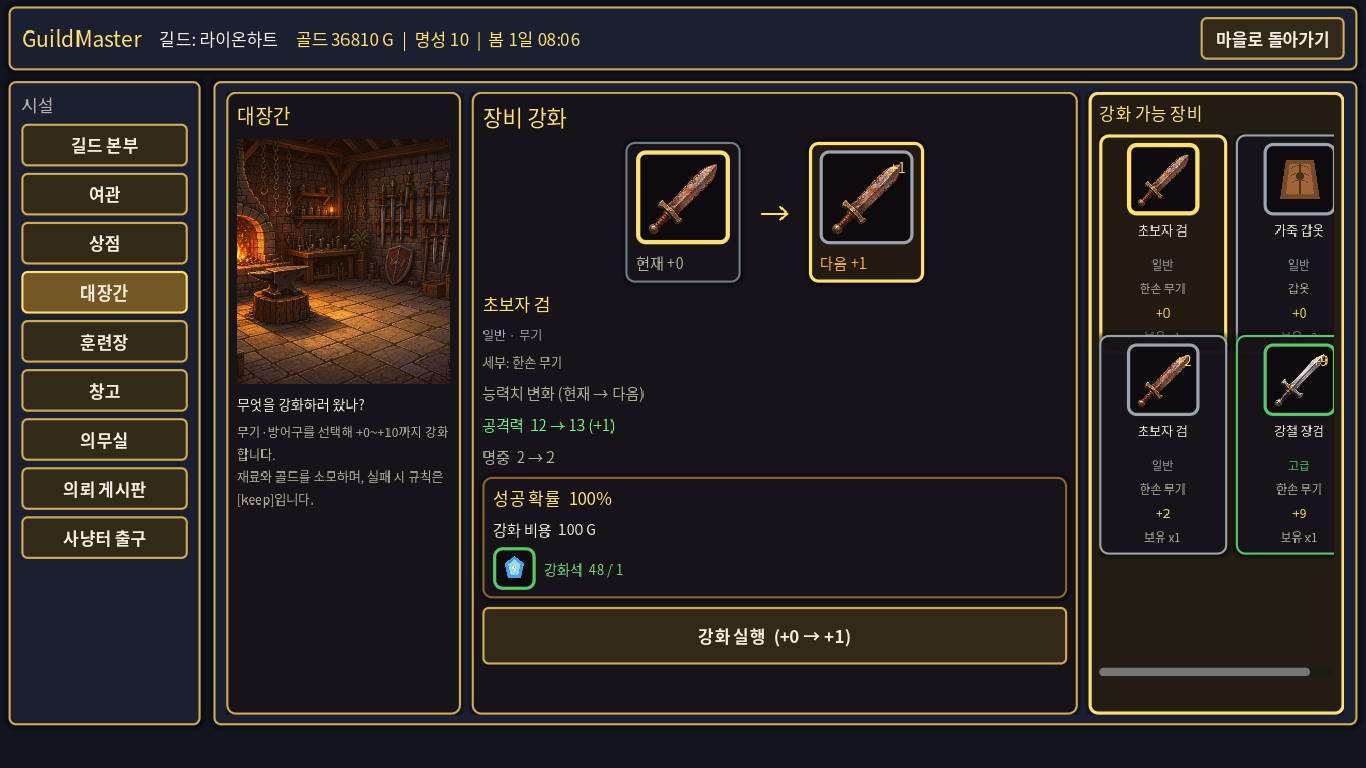 GuildMaster 길드: 라이온하트 골드 36810 G | 명성 10 | 봄 1일 08:06
마을로 돌아가기
시설
길드 본부
여관
상점
대장간
훈련장
창고
의무실
의뢰 게시판
사냥터 출구
대장간
무엇을 강화하러 왔나?
무기·방어구를 선택해 +0~+10까지 강화
합니다.
재료와 골드를 소모하며, 실패 시 규칙은
[keep]입니다.
장비 강화
현재 +0
→
+1
다음 +1
초보자 검
일반 · 무기
세부: 한손 무기
능력치 변화 (현재 → 다음)
공격력 12 → 13 (+1)
명중 2 → 2
성공 확률 100%
강화 비용 100 G
강화석 48 / 1
강화 실행 (+0 → +1)
강화 가능 장비
초보자 검
일반
한손 무기
+0
가죽 갑옷
일반
갑옷
+0
초보자 검
일반
한손 무기
+2
보유 x1
강철 장검
고급
한손 무기
+9
보유 x1